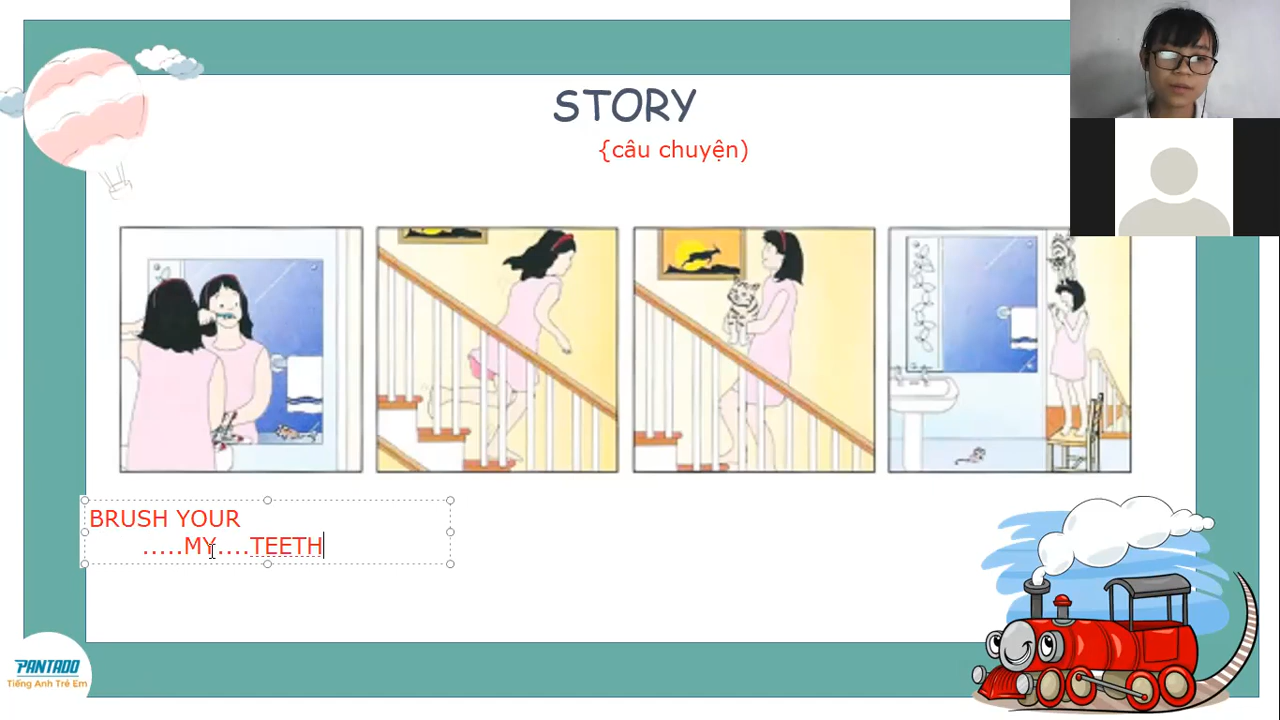 STORY
{câu chuyện)
BRUSH YOUR
.....MY....TEETH
PANTADO
Tiếng Anh Trẻ Em